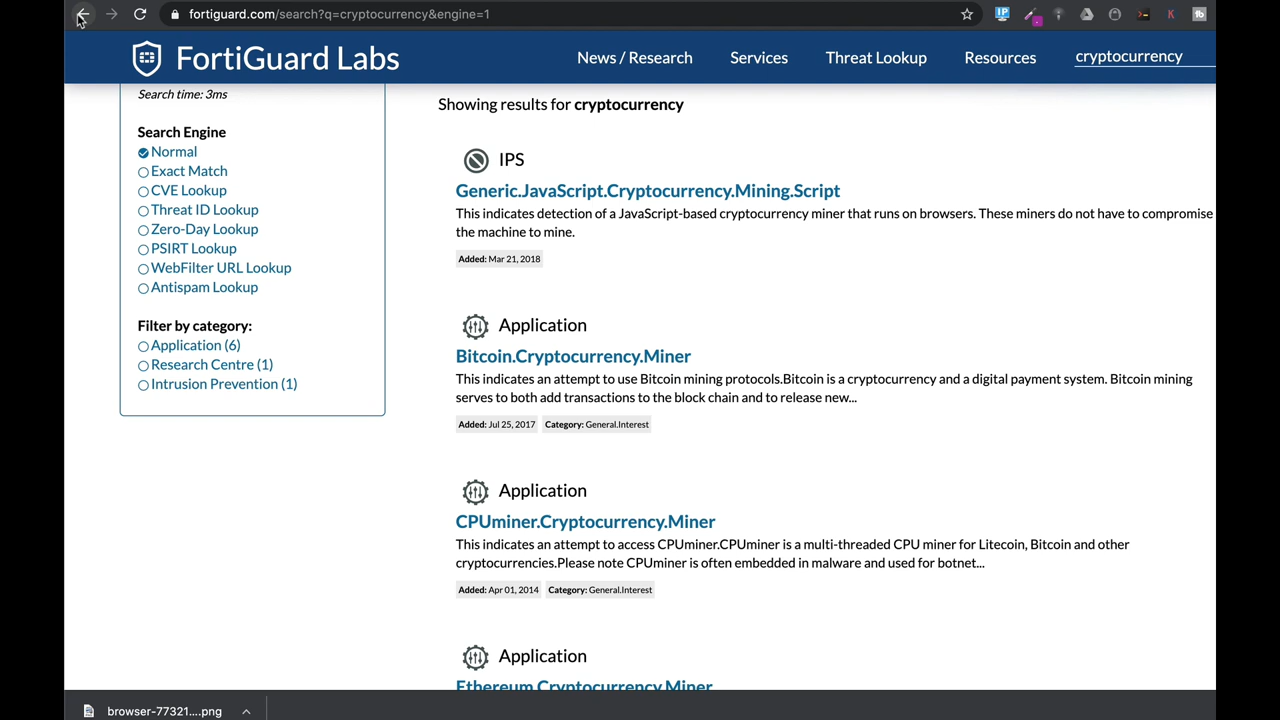 fortiguard.com/search?q=cryptocurrency&engine=1
IP
K
tb
FortiGuard Labs
News / Research
Services
Threat Lookup
Resources
cryptocurrency
Search time: 3ms
Search Engine
Normal
Exact Match
CVE Lookup
Threat ID Lookup
Zero-Day Lookup
PSIRT Lookup
WebFilter URL Lookup
Antispam Lookup
Filter by category:
Application (6)
Research Centre (1)
Intrusion Prevention (1)
Showing results for cryptocurrency
IPS
Generic.JavaScript.Cryptocurrency.Mining.Script
This indicates detection of a JavaScript-based cryptocurrency miner that runs on browsers. These miners do not have to compromise
the machine to mine.
Added: Mar 21, 2018
Application
Bitcoin.Cryptocurrency.Miner
This indicates an attempt to use Bitcoin mining protocols.Bitcoin is a cryptocurrency and a digital payment system. Bitcoin mining
serves to both add transactions to the block chain and to release new...
Added: Jul 25, 2017 Category: General.Interest
Application
CPUminer.Cryptocurrency.Miner
This indicates an attempt to access CPUminer.CPUminer is a multi-threaded CPU miner for Litecoin, Bitcoin and other
cryptocurrencies.Please note CPUminer is often embedded in malware and used for botnet...
Added: Apr 01, 2014 Category: General.Interest
Application
Ethereum.Cryptocurrency.Miner
browser-77321....png